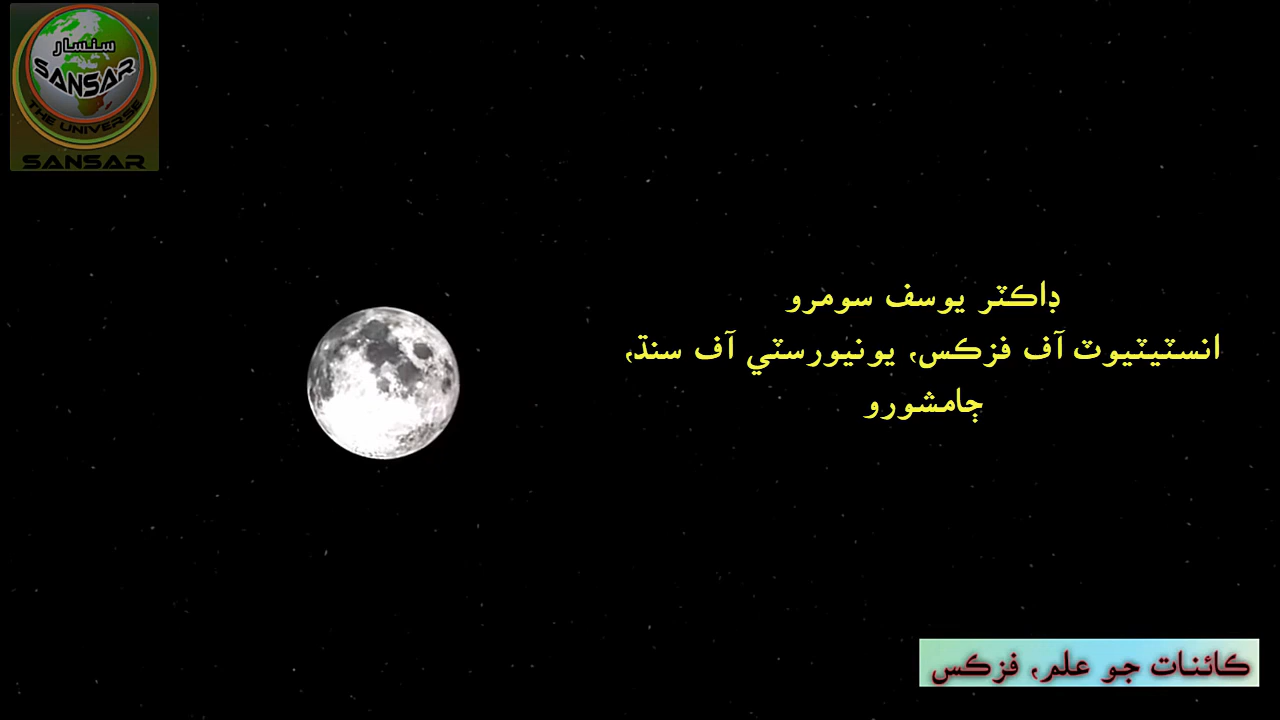 سنسار
SANSAR
THE UNIVERSE
SANSAR
ڊاڪٽر يوسف سومرو
انسٽيٽيوٽ آف فزڪس، يونيورسٽي آف سنڌ،
ڄامشورو
ڪائنات جو علم، فزڪس